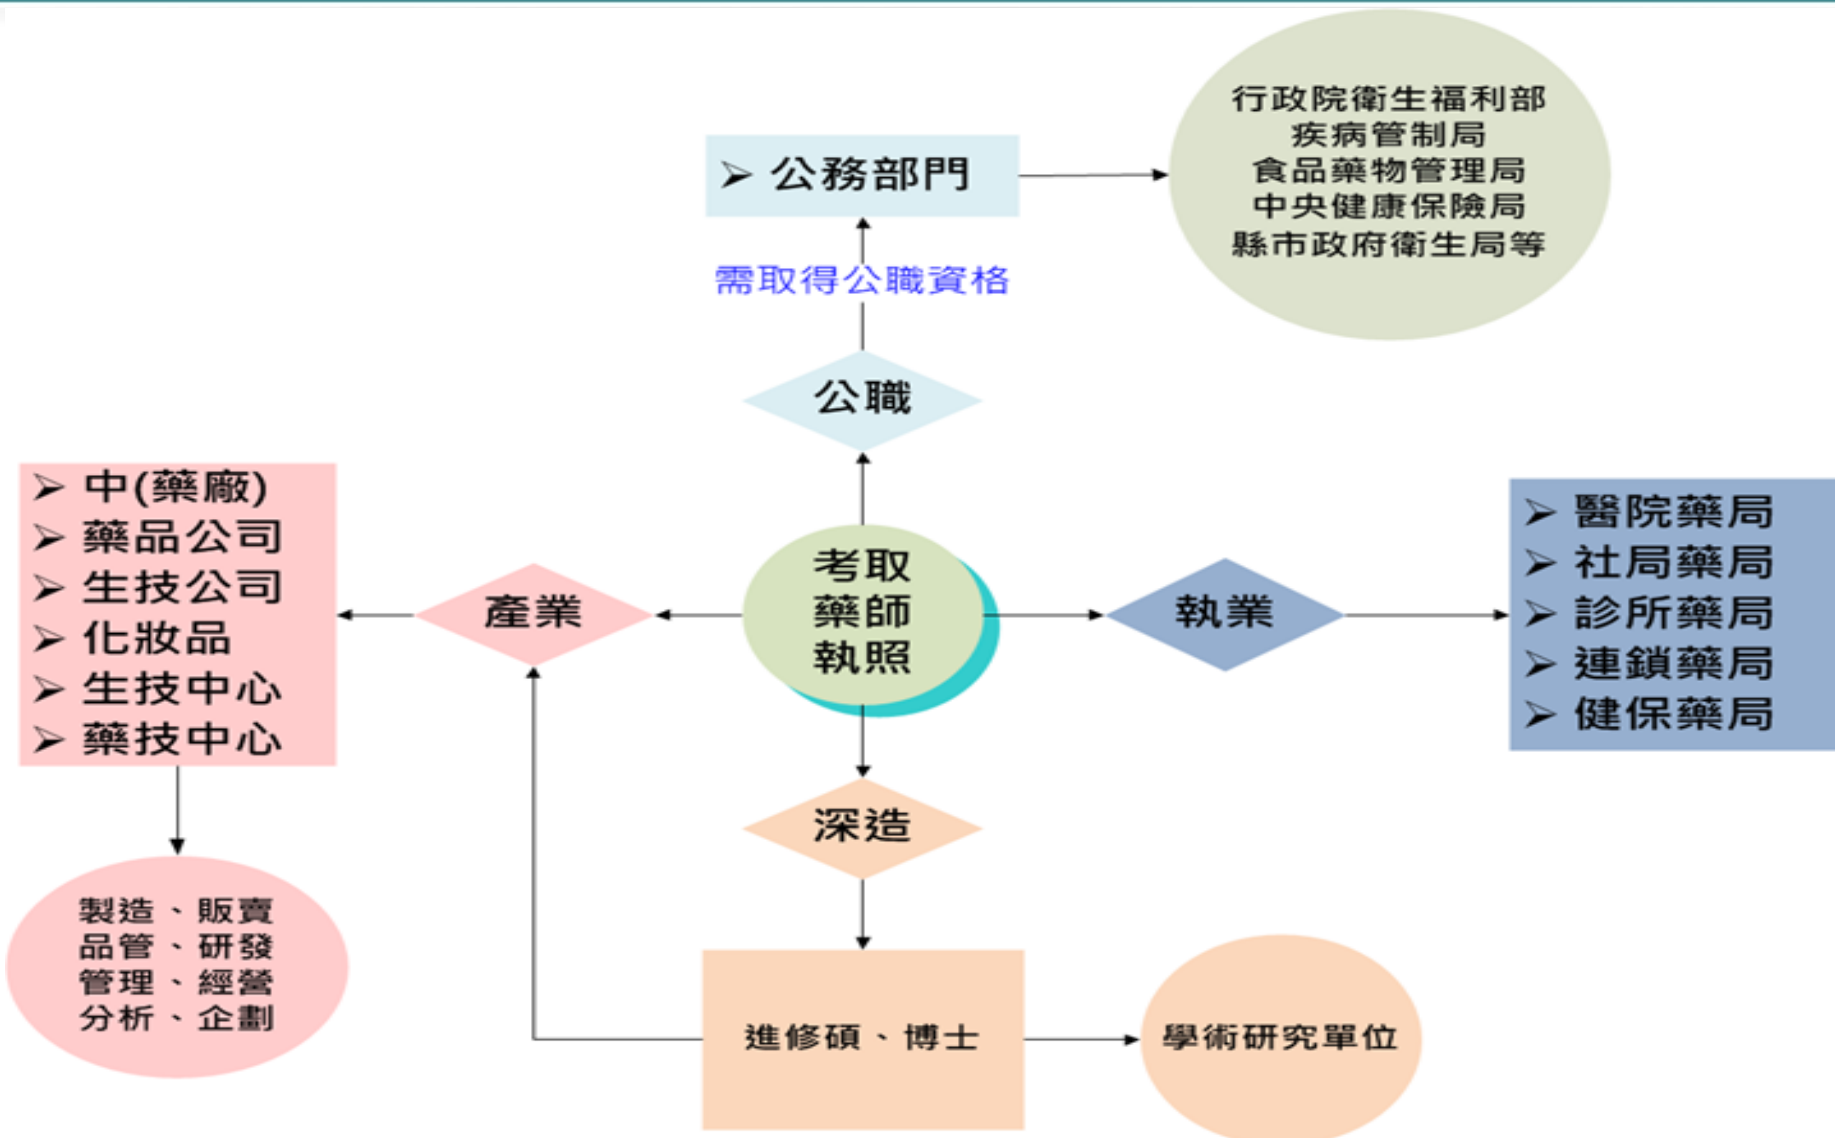 行政院衛生福利部
疾病管制局
食品藥物管理局
中央健康保險局
縣市政府衛生局等
➢ 公務部門
需取得公職資格
公職
➢ 中(藥廠)
➢ 藥品公司
➢ 生技公司
➢ 化妝品
➢ 生技中心
➢ 藥技中心
產業
考取
藥師
執照
執業
➢ 醫院藥局
➢ 社局藥局
➢ 診所藥局
➢ 連鎖藥局
➢ 健保藥局
深造
製造、販賣
品管、研發
管理、經營
分析、企劃
進修碩、博士
學術研究單位